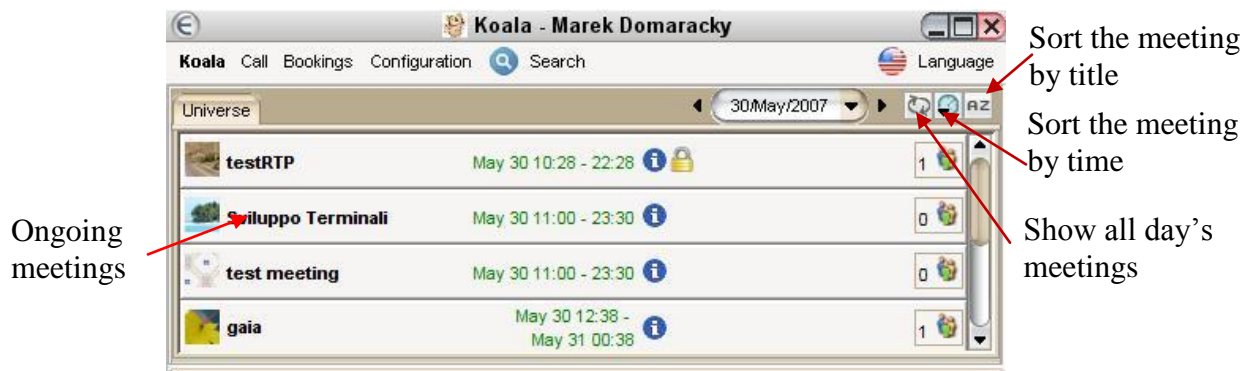 Koala - Marek Domaracky
Koala Call Bookings Configuration Search Language
Universe 30/May/2007 AZ
testRTP May 30 10:28 - 22:28 1
Sviluppo Terminali May 30 11:00 - 23:30 0
test meeting May 30 11:00 - 23:30 0
gaia May 30 12:38 -
May 31 00:38 1
Ongoing
meetings
Sort the meeting
by title
Sort the meeting
by time
Show all day’s
meetings